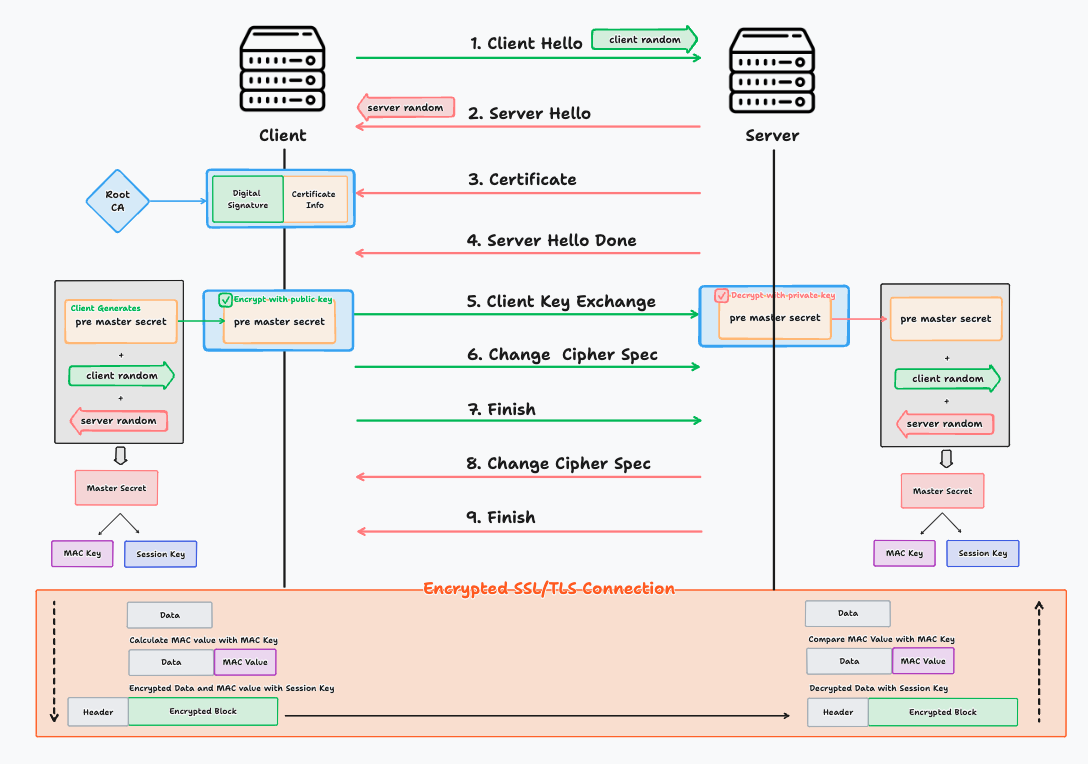 1. Client Hello
client random
server random
2. Server Hello
Client
Server
3. Certificate
Root
CA
Digital
Signature
Certificate
Info
4. Server Hello Done
Client Generates
pre master secret
+
client random
+
server random
Master Secret
MAC Key
Session Key
Encrypt with public key
pre master secret
5. Client Key Exchange
6. Change Cipher Spec
7. Finish
8. Change Cipher Spec
9. Finish
Decrypt with private key
pre master secret
pre master secret
+
client random
+
server random
Master Secret
MAC Key
Session Key
Encrypted SSL/TLS Connection
Data
Calculate MAC value with MAC Key
Data
MAC Value
Encrypted Data and MAC value with Session Key
Header
Encrypted Block
Data
Compare MAC Value with MAC Key
Data
MAC Value
Decrypted Data with Session Key
Header
Encrypted Block